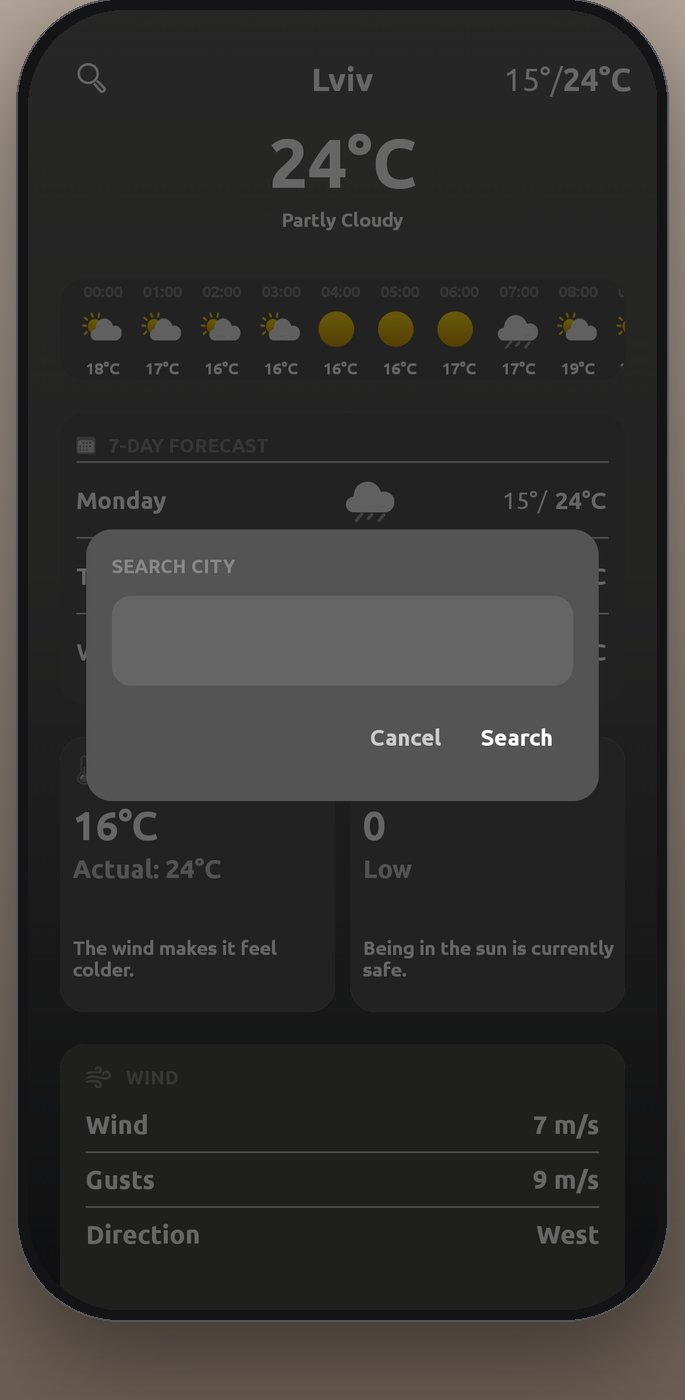 Lviv
15°/24°C
24°C
Partly Cloudy
00:00 01:00 02:00 03:00 04:00 05:00 06:00 07:00 08:00
18°C 17°C 16°C 16°C 16°C 16°C 17°C 17°C 19°C
7-DAY FORECAST
Monday 15°/ 24°C
SEARCH CITY
Cancel Search
16°C
Actual: 24°C
The wind makes it feel
colder.
0
Low
Being in the sun is currently
safe.
WIND
Wind 7 m/s
Gusts 9 m/s
Direction West